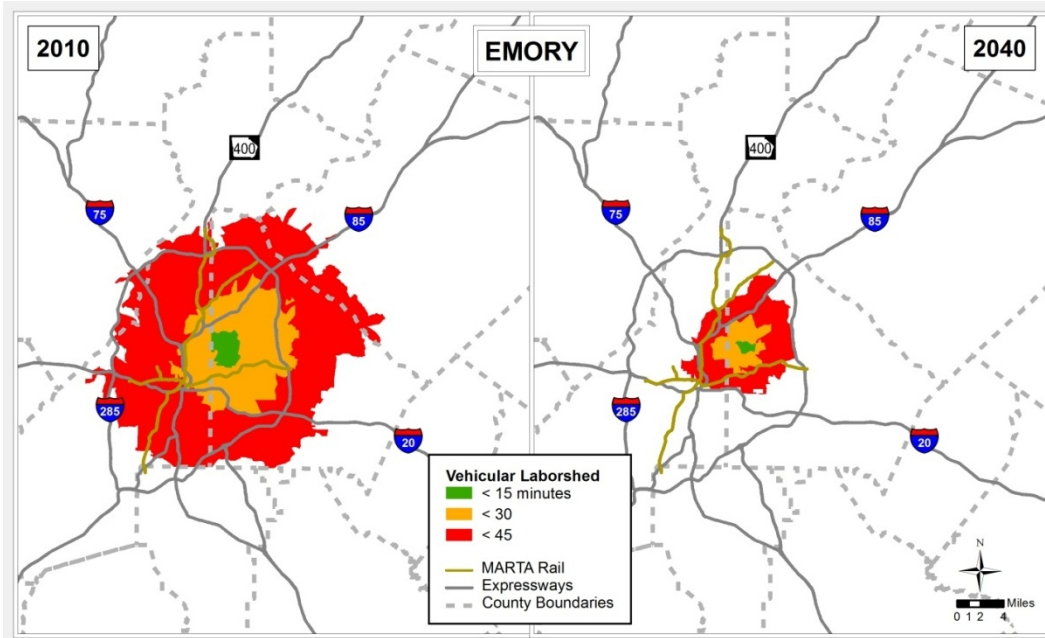 2010
EMORY
2040
400
400
75
85
75
85
285
20
285
20
Vehicular Laborshed
< 15 minutes
< 30
< 45
MARTA Rail
Expressways
County Boundaries
N
Miles
0 1 2 4